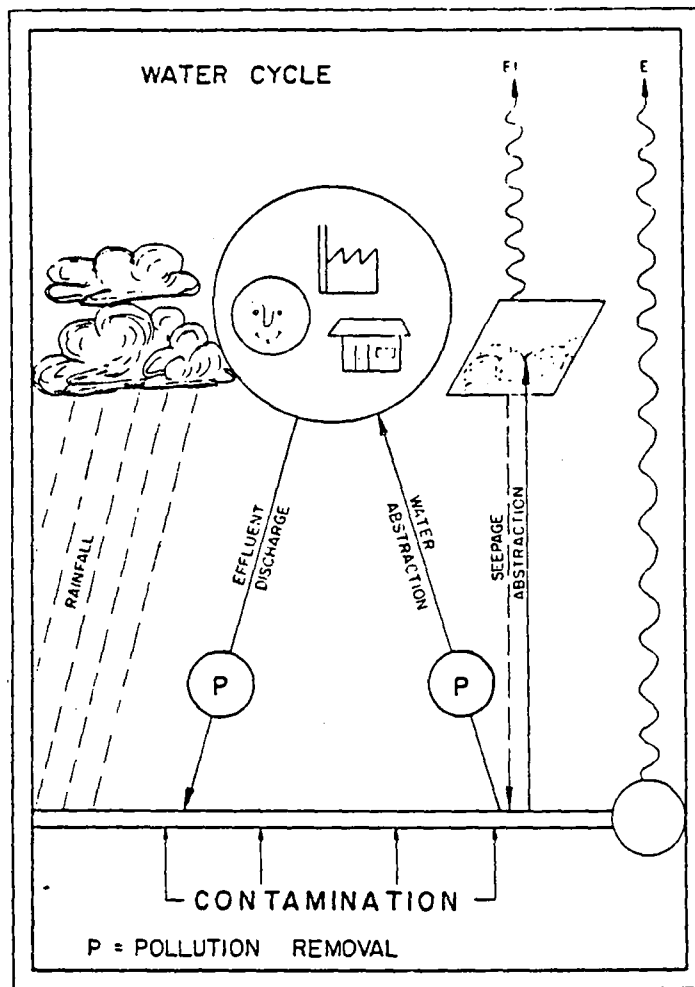 WATER CYCLE
E
RAINFALL
EFFLUENT
DISCHARGE
WATER
ABSTRACTION
SEEPAGE
ABSTRACTION
P
P
CONTAMINATION
P = POLLUTION REMOVAL